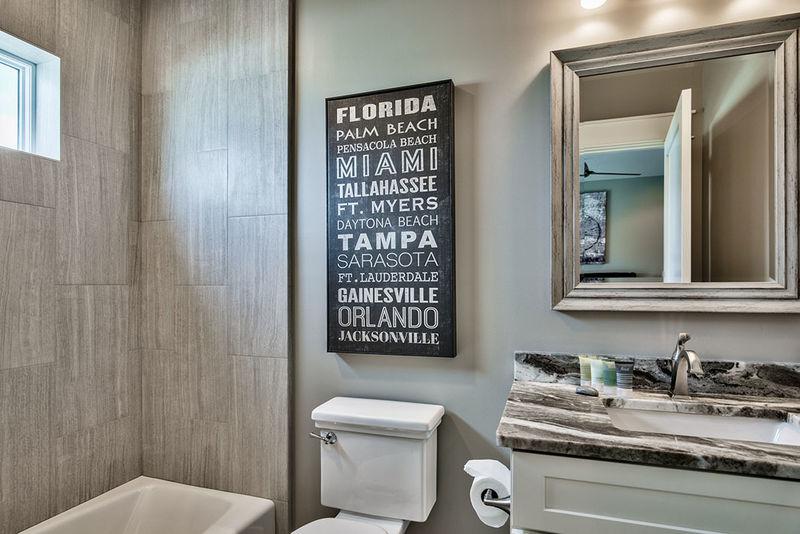 FLORIDA
PALM BEACH
PENSACOLA BEACH
MIAMI
TALLAHASSEE
FT. MYERS
DAYTONA BEACH
TAMPA
SARASOTA
FT. LAUDERDALE
GAINESVILLE
ORLANDO
JACKSONVILLE